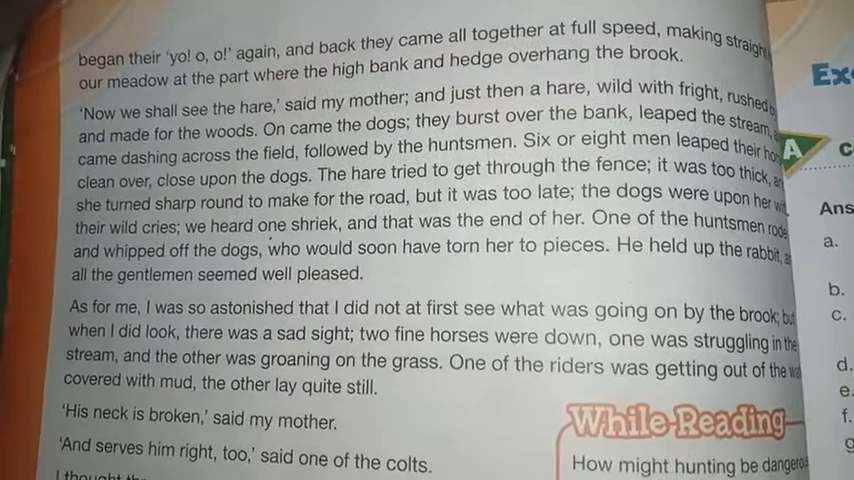 began their 'yo! o, o!' again, and back they came all together at full speed, making straight
our meadow at the part where the high bank and hedge overhang the brook.
'Now we shall see the hare,' said my mother; and just then a hare, wild with fright, rushed
and made for the woods. On came the dogs; they burst over the bank, leaped the stream,
came dashing across the field, followed by the huntsmen. Six or eight men leaped their
clean over, close upon the dogs. The hare tried to get through the fence; it was too thick,
she turned sharp round to make for the road, but it was too late; the dogs were upon her
their wild cries; we heard one shriek, and that was the end of her. One of the huntsmen rode
and whipped off the dogs, who would soon have torn her to pieces. He held up the rabbit,
all the gentlemen seemed well pleased.
As for me, I was so astonished that I did not at first see what was going on by the brook; but
when I did look, there was a sad sight; two fine horses were down, one was struggling in the
stream, and the other was groaning on the grass. One of the riders was getting out of the
covered with mud, the other lay quite still.
'His neck is broken,' said my mother.
'And serves him right, too,' said one of the colts.
I thought
While-Reading
How might hunting be
A
Ans
a.
b.
c.
d.
e.
f.
g